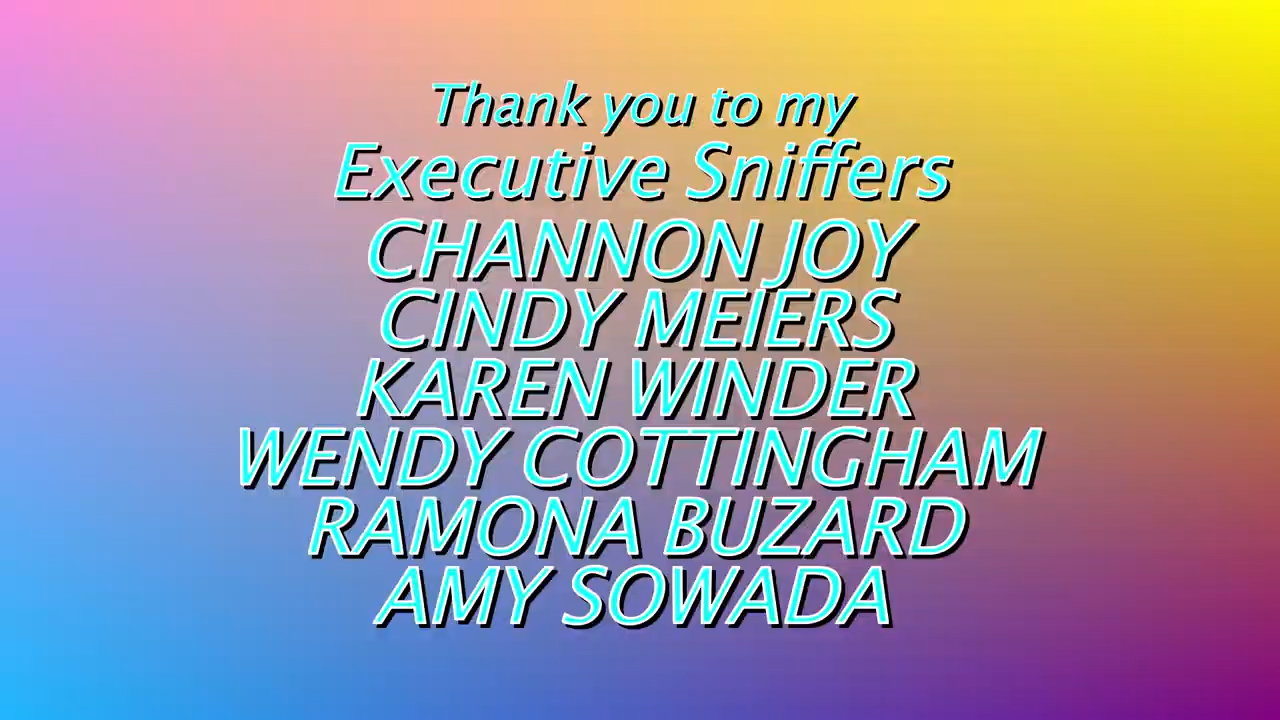 Thank you to my
Executive Sniffers
CHANNON JOY
CINDY MEIERS
KAREN WINDER
WENDY COTTINGHAM
RAMONA BUZARD
AMY SOWADA